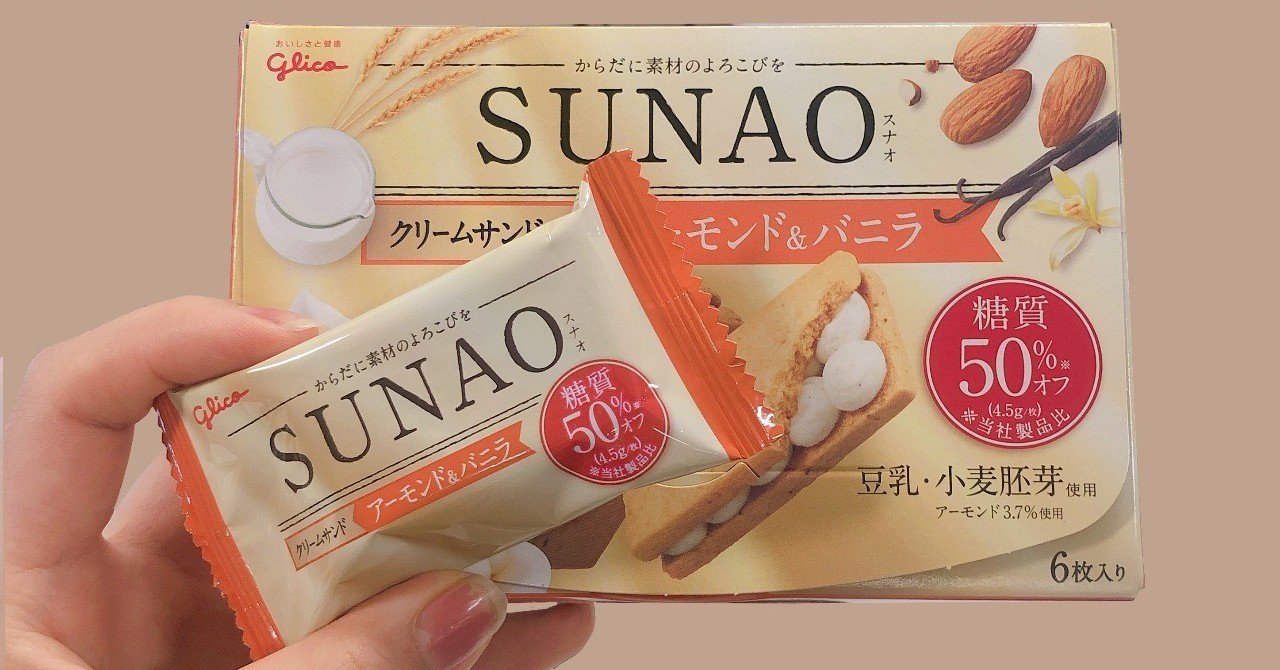 おいしさと健康
Glico
からだに素材のよろこびを
SUNAO
スナオ
クリームサンド
ーモンド&バニラ
糖質
50%※
オフ
(4.5g/枚)
※当社製品比
豆乳・小麦胚芽使用
アーモンド3.7%使用
6枚入り
Glico
からだに素材のよろこびを
SUNAO
スナオ
クリームサンド
アーモンド&バニラ
糖質
50%※
オフ
(4.5g/枚)
※当社製品比